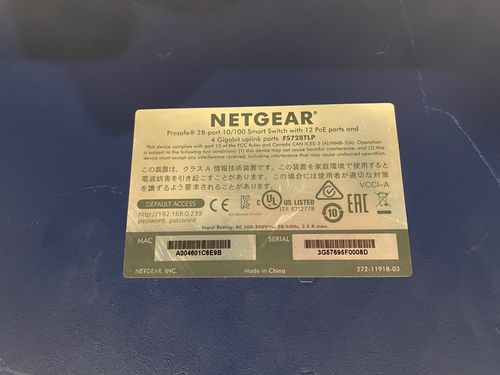 NETGEAR®
Prosafe® 28-port 10/100 Smart Switch with 12 PoE ports and
4 Gigabit uplink ports FS728TLP
This device complies with part 15 of the FCC Rules and Canada CAN ICES-3 (A)/NMB-3(A). Operation
is subject to the following two conditions: (1) this device may not cause harmful interference, and (2) this
device must accept any interference received, including interference that may cause undesired operation.
この装置は、クラス A 情報技術装置です。この装置を家庭環境で使用すると
電波妨害を引き起こすことがあります。この場合には使用者が適切な対策
を講ずるよう要求されることがあります。 VCCI-A
DEFAULT ACCESS
http://192.168.0.239
password: password
C UL US LISTED
I.T.E. E212778
10
EAC
Input Rating: AC 100-240V~ 50/60Hz, 2.5 A max.
MAC
A004601C6E9B
SERIAL
3G57695F0008D
NETGEAR, INC.
Made in China
272-11918-03